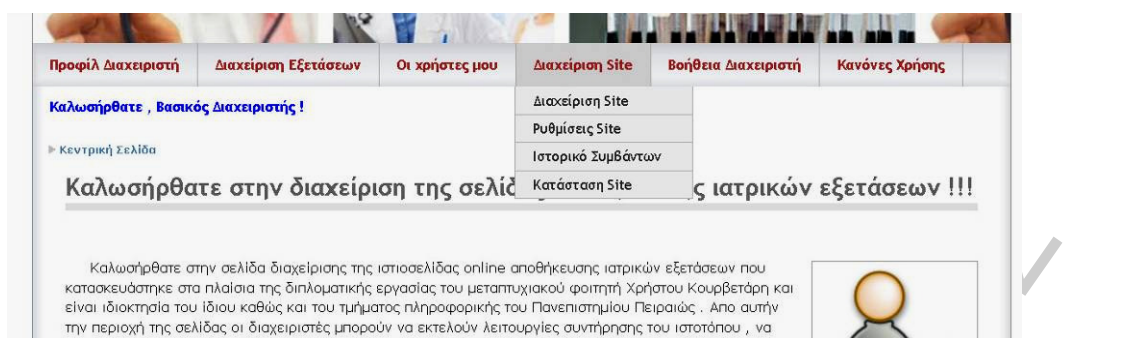 Προφίλ Διαχειριστή Διαχείριση Εξετάσεων Οι χρήστες μου Διαχείριση Site Βοήθεια Διαχειριστή Κανόνες Χρήσης
Καλωσήρθατε , Βασικός Διαχειριστής !
Διαχείριση Site
Ρυθμίσεις Site
Ιστορικό Συμβάντων
Κατάσταση Site
Κεντρική Σελίδα
Καλωσήρθατε στην διαχείριση της ιατρικών εξετάσεων !!!
Καλωσήρθατε στην σελίδα διαχείρισης της ιστιοσελίδας online αποθήκευσης ιατρικών εξετάσεων που
κατασκευάστηκε στα πλαίσια της διπλοματικής εργασίας του μεταπτυχιακού φοιτητή Χρήστου Κουρβετάρη και
είναι ιδιοκτησία του ίδιου καθώς και του τμήματος πληροφορικής του Πανεπιστημίου Πειραιώς . Απο αυτήν
την περιοχή της σελίδας οι διαχειριστές μπορούν να εκτελούν λειτουργίες συντήρησης του ιστοτόπου , να